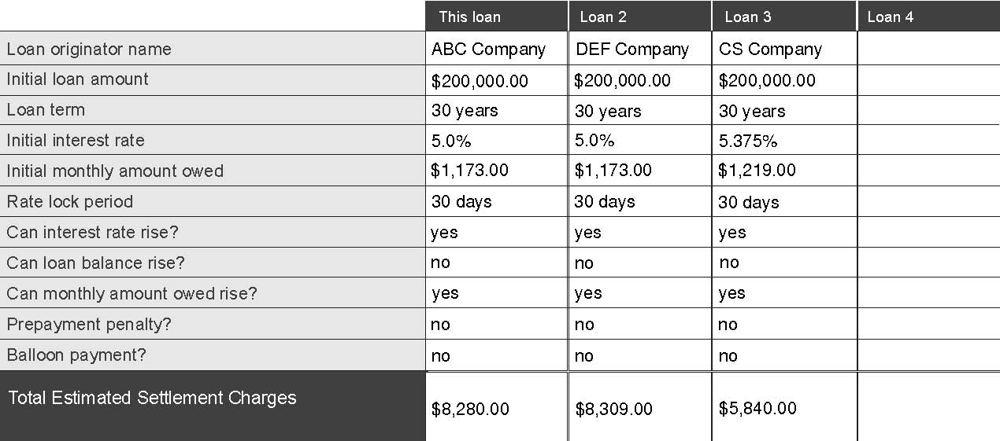 This loan Loan 2 Loan 3 Loan 4
Loan originator name ABC Company DEF Company CS Company
Initial loan amount $200,000.00 $200,000.00 $200,000.00
Loan term 30 years 30 years 30 years
Initial interest rate 5.0% 5.0% 5.375%
Initial monthly amount owed $1,173.00 $1,173.00 $1,219.00
Rate lock period 30 days 30 days 30 days
Can interest rate rise? yes yes yes
Can loan balance rise? no no no
Can monthly amount owed rise? yes yes yes
Prepayment penalty? no no no
Balloon payment? no no no
Total Estimated Settlement Charges $8,280.00 $8,309.00 $5,840.00